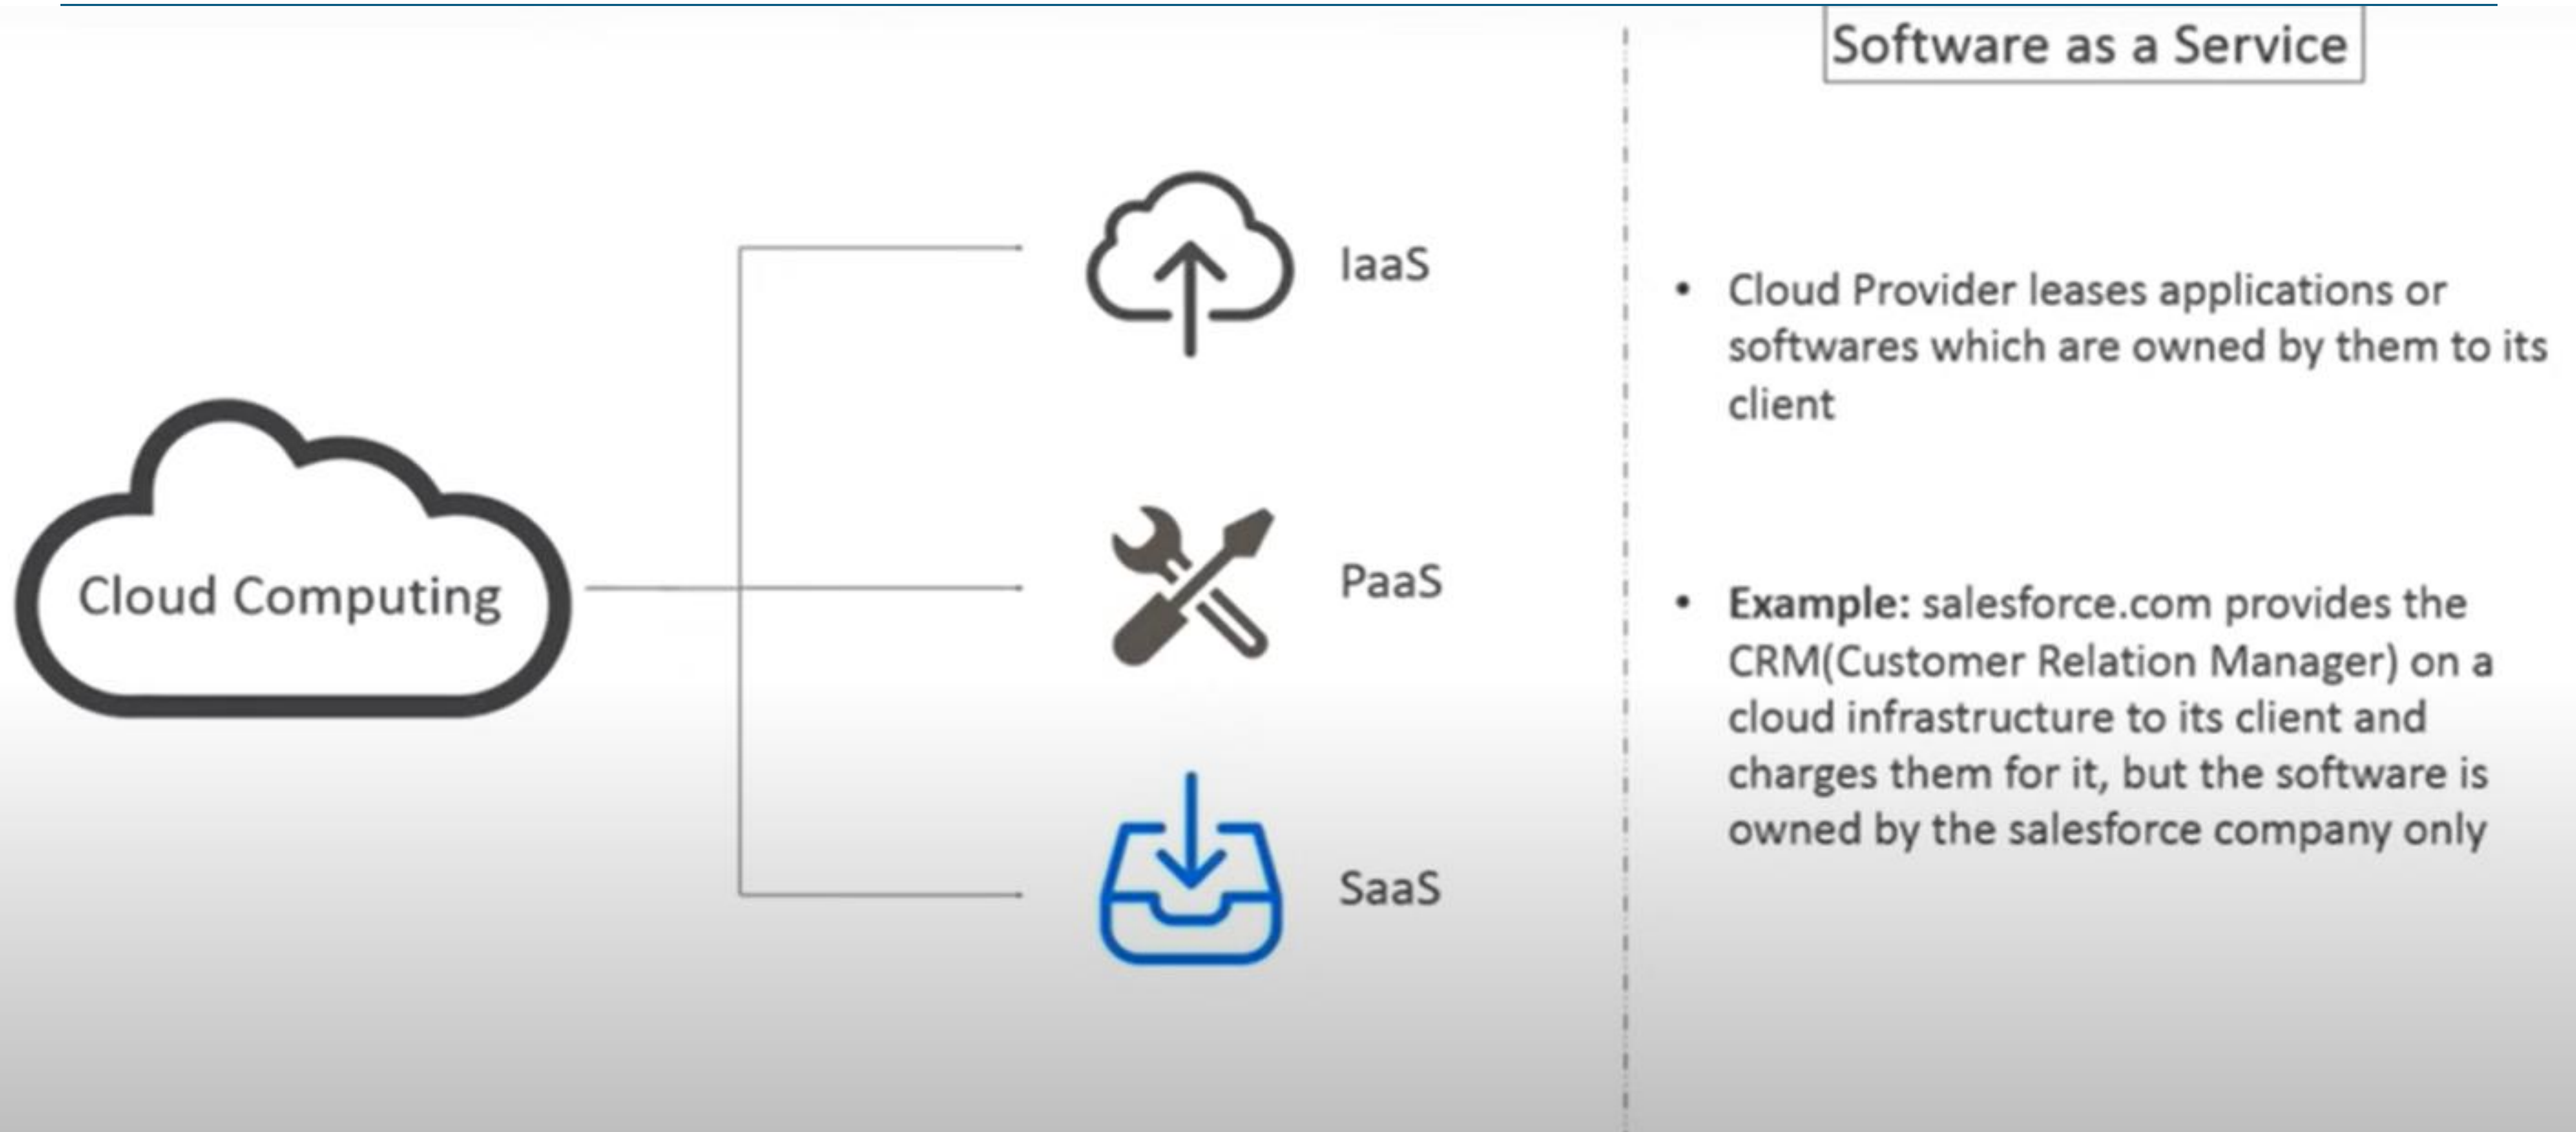 Software as a Service
Cloud Computing
IaaS
PaaS
SaaS
• Cloud Provider leases applications or
softwares which are owned by them to its
client
• Example: salesforce.com provides the
CRM(Customer Relation Manager) on a
cloud infrastructure to its client and
charges them for it, but the software is
owned by the salesforce company only